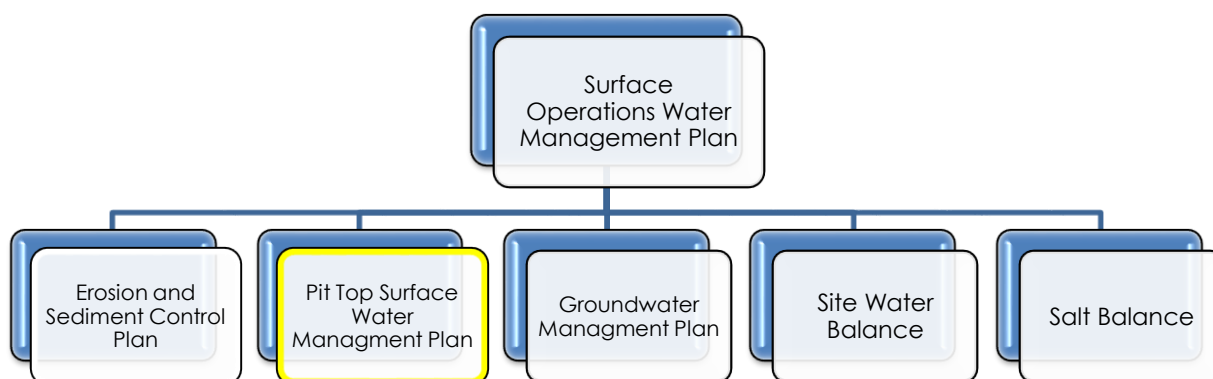 Surface
Operations Water
Management Plan
Erosion and
Sediment Control
Plan
Pit Top Surface
Water
Managment Plan
Groundwater
Managment Plan
Site Water
Balance
Salt Balance